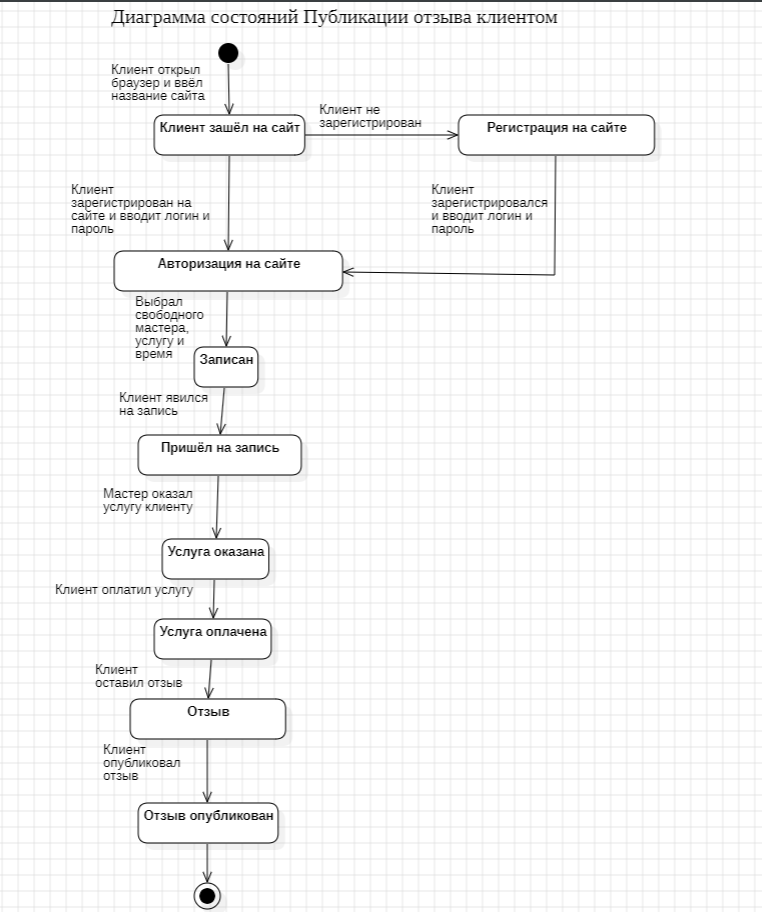 Диаграмма состояний Публикации отзыва клиентом
Клиент открыл
браузер и ввёл
название сайта
Клиент зашёл на сайт
Клиент не
зарегистрирован
Регистрация на сайте
Клиент
зарегистрирован на
сайте и вводит логин и
пароль
Клиент
зарегистрировался
и вводит логин и
пароль
Авторизация на сайте
Выбрал
свободного
мастера,
услугу и
время
Записан
Клиент явился
на запись
Пришёл на запись
Мастер оказал
услугу клиенту
Услуга оказана
Клиент оплатил услугу
Услуга оплачена
Клиент
оставил отзыв
Отзыв
Клиент
опубликовал
отзыв
Отзыв опубликован